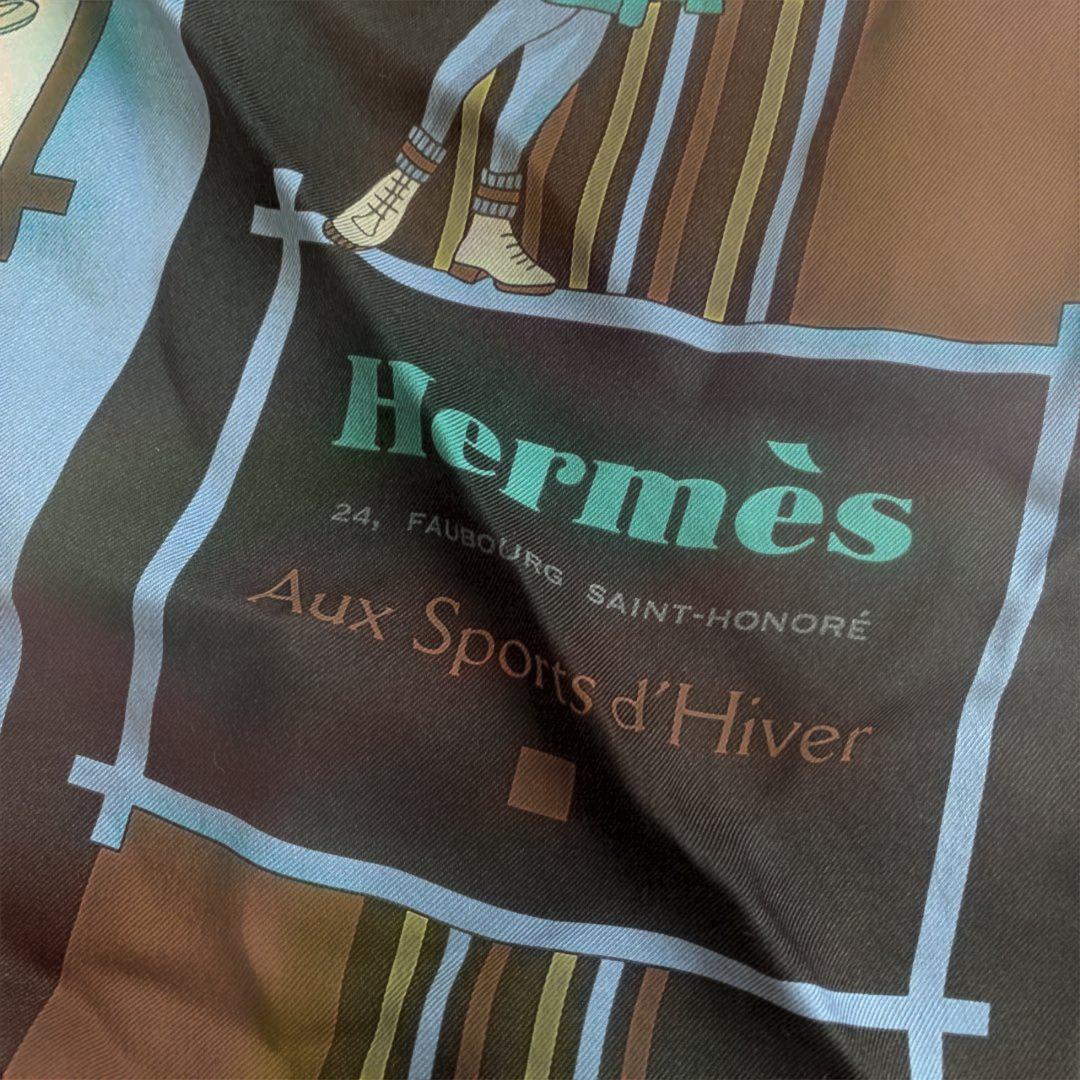 Hermès
24, FAUBOURG SAINT-HONORÉ
Aux Sports d'Hiver